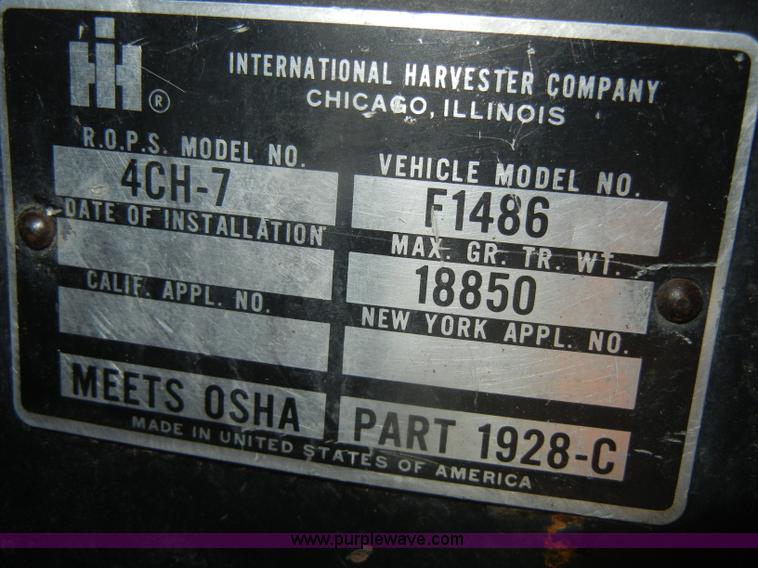 IH ®
INTERNATIONAL HARVESTER COMPANY
CHICAGO, ILLINOIS
R.O.P.S. MODEL NO.
4CH-7
VEHICLE MODEL NO.
F1486
DATE OF INSTALLATION
MAX. GR. TR. WT.
18850
CALIF. APPL. NO.
NEW YORK APPL. NO.
MEETS OSHA
PART 1928-C
MADE IN UNITED STATES OF AMERICA
www.purplewave.com